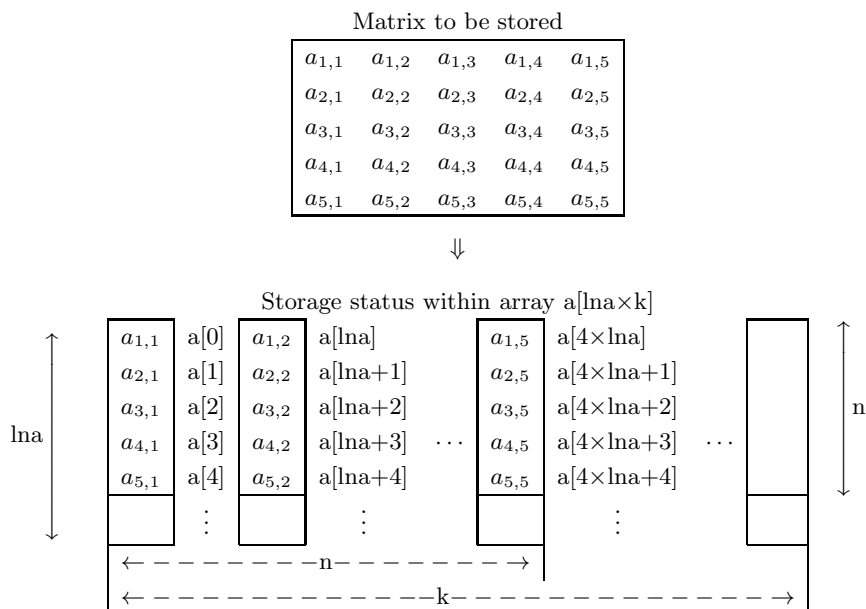 Matrix to be stored
a1,1 a1,2 a1,3 a1,4 a1,5
a2,1 a2,2 a2,3 a2,4 a2,5
a3,1 a3,2 a3,3 a3,4 a3,5
a4,1 a4,2 a4,3 a4,4 a4,5
a5,1 a5,2 a5,3 a5,4 a5,5
⇓
Storage status within array a[lna×k]
a1,1 a[0] a1,2 a[lna] a1,5 a[4×lna]
a2,1 a[1] a2,2 a[lna+1] a2,5 a[4×lna+1]
a3,1 a[2] a3,2 a[lna+2] a3,5 a[4×lna+2] n
lna a4,1 a[3] a4,2 a[lna+3] ··· a4,5 a[4×lna+3] ···
a5,1 a[4] a5,2 a[lna+4] a5,5 a[4×lna+4]
⋮ ⋮ ⋮
n
k